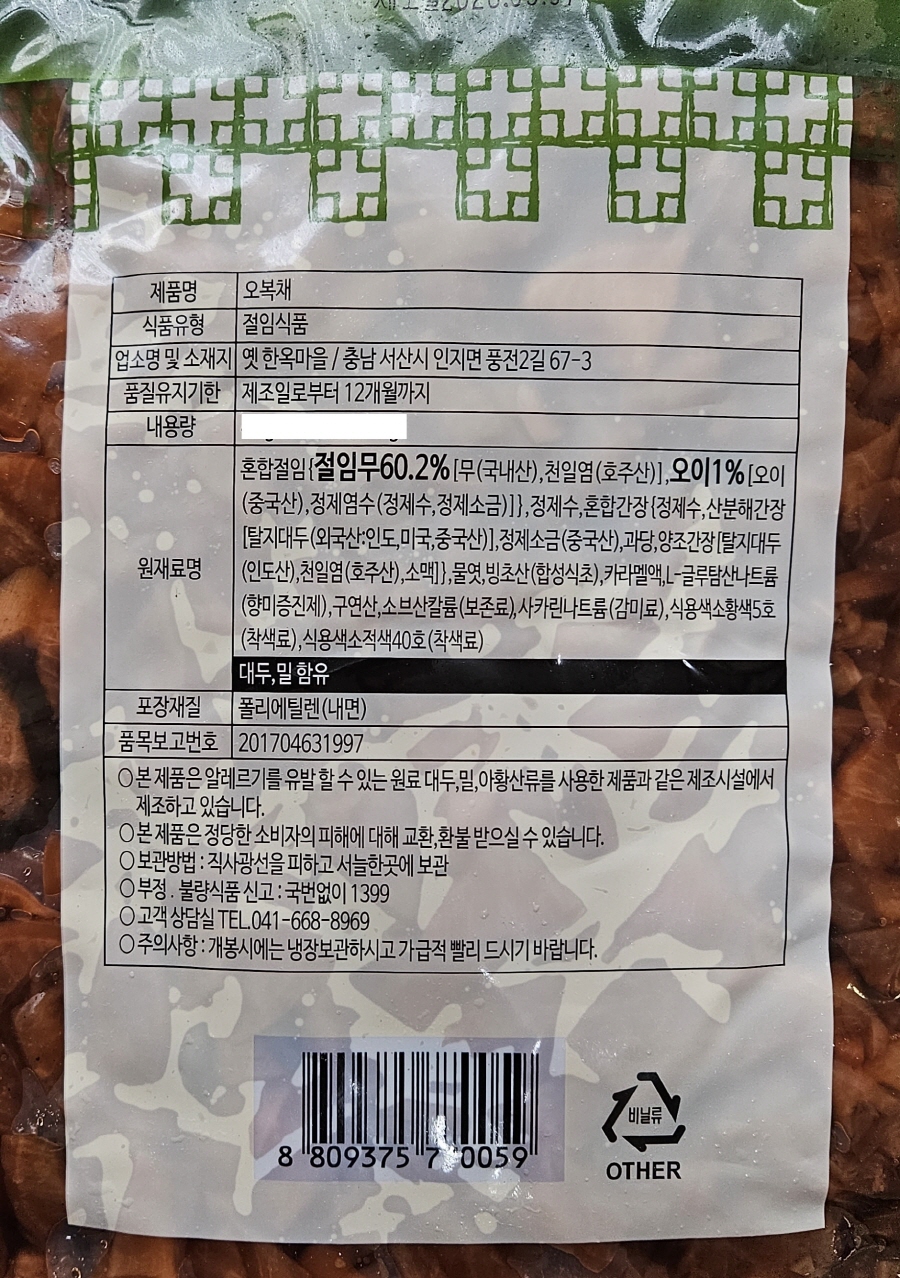 제품명 오복채
식품유형 절임식품
업소명 및 소재지 옛 한옥마을 / 충남 서산시 인지면 풍전2길 67-3
품질유지기한 제조일로부터 12개월까지
내용량
원재료명
혼합절임{절임무60.2%[무(국내산),천일염(호주산)],오이1%[오이
(중국산),정제염수(정제수,정제소금)]},정제수,혼합간장{정제수,산분해간장
[탈지대두(외국산:인도,미국,중국산)],정제소금(중국산),과당,양조간장[탈지대두
(인도산),천일염(호주산),소맥]},물엿,빙초산(합성식초),카라멜액,L-글루탐산나트륨
(향미증진제),구연산,소브산칼륨(보존료),사카린나트륨(감미료),식용색소황색5호
(착색료),식용색소적색40호(착색료)
대두,밀 함유
포장재질 폴리에틸렌(내면)
품목보고번호 201704631997
○본 제품은 알레르기를 유발 할 수 있는 원료 대두,밀,아황산류를 사용한 제품과 같은 제조시설에서
제조하고 있습니다.
○본 제품은 정당한 소비자의 피해에 대해 교환,환불 받으실 수 있습니다.
○보관방법 : 직사광선을 피하고 서늘한곳에 보관
○부정 . 불량식품 신고 : 국번없이 1399
○고객 상담실 TEL.041-668-8969
○주의사항 : 개봉시에는 냉장보관하시고 가급적 빨리 드시기 바랍니다.
비닐류
OTHER
8 809375 7 0059